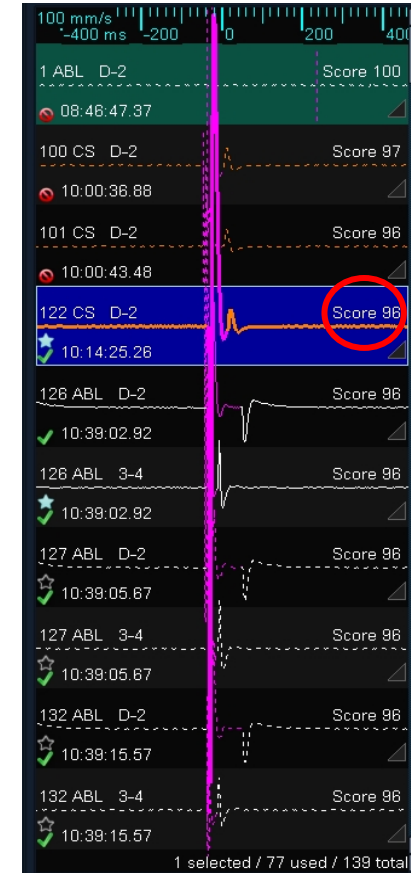 100 mm/s
-400 ms -200 0 200 400
1 ABL D-2 Score 100
08:46:47.37
100 CS D-2 Score 97
10:00:36.88
101 CS D-2 Score 96
10:00:43.48
122 CS D-2 Score 96
10:14:25.26
126 ABL D-2 Score 96
10:39:02.92
126 ABL 3-4 Score 96
10:39:02.92
127 ABL D-2 Score 96
10:39:05.67
127 ABL 3-4 Score 96
10:39:05.67
132 ABL D-2 Score 96
10:39:15.57
132 ABL 3-4 Score 96
10:39:15.57
1 selected / 77 used / 139 total